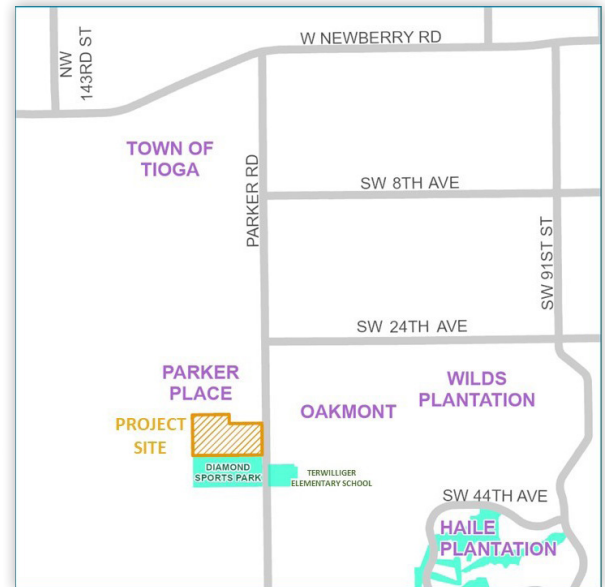 W NEWBERRY RD
NW
143RD ST
TOWN OF
TIOGA
PARKER RD
SW 8TH AVE
SW 91ST ST
SW 24TH AVE
PARKER
PLACE
WILDS
PLANTATION
OAKMONT
PROJECT
SITE
DIAMOND
SPORTS PARK
TERWILLIGER
ELEMENTARY SCHOOL
SW 44TH AVE
HAILE
PLANTATION